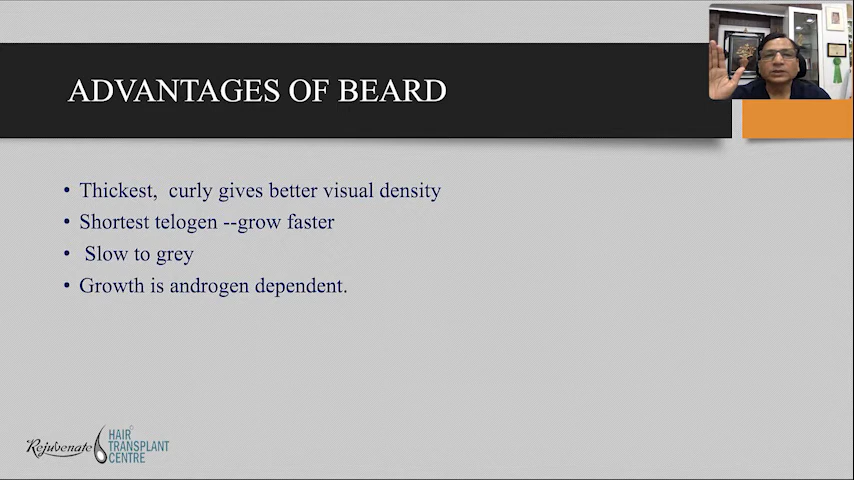 ADVANTAGES OF BEARD
• Thickest,  curly gives better visual density
• Shortest telogen --grow faster
•  Slow to grey
• Growth is androgen dependent.
Rejuvenate
HAIR
TRANSPLANT
CENTRE